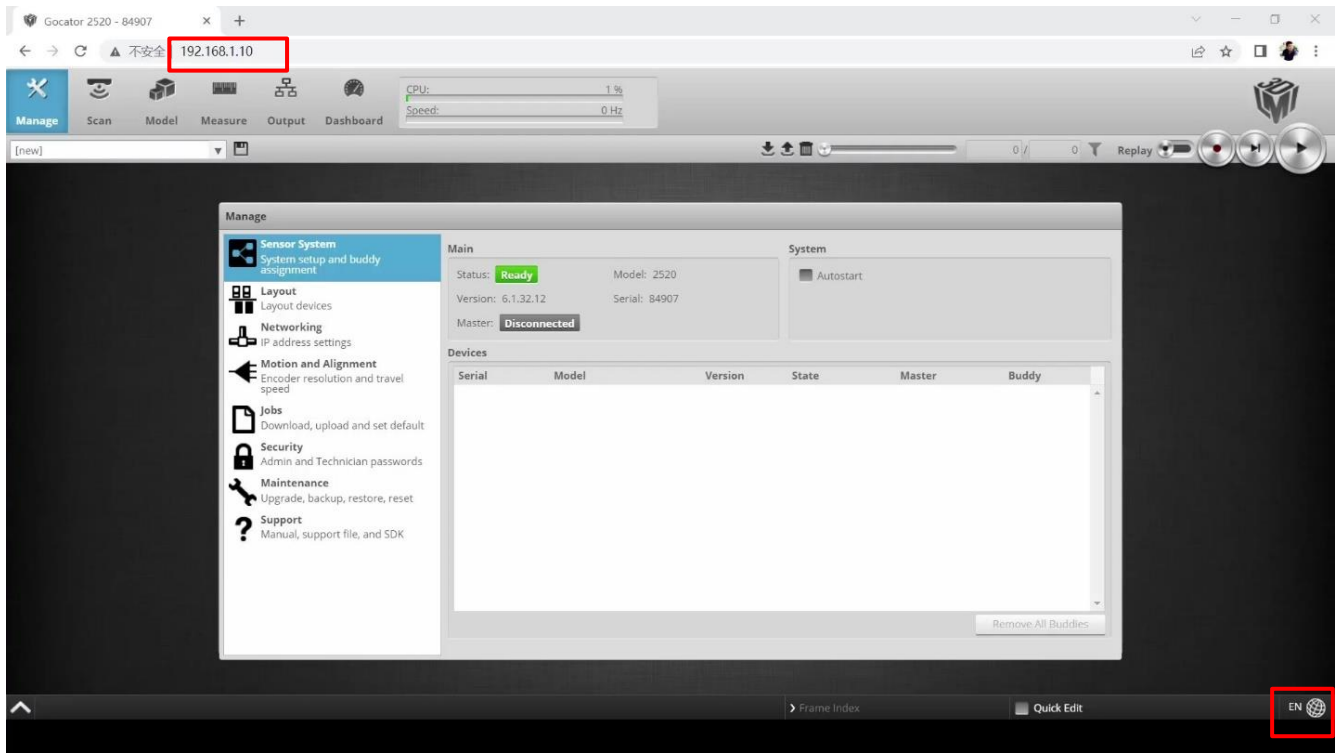 Gocator 2520 - 84907
不安全 192.168.1.10
Manage Scan Model Measure Output Dashboard
CPU: 1 %
Speed: 0 Hz
[new]
0 / 0 Replay
Manage
Sensor System
System setup and buddy
assignment
Layout
Layout devices
Networking
IP address settings
Motion and Alignment
Encoder resolution and travel
speed
Jobs
Download, upload and set default
Security
Admin and Technician passwords
Maintenance
Upgrade, backup, restore, reset
Support
Manual, support file, and SDK
Main
Status: Ready Model: 2520
Version: 6.1.32.12 Serial: 84907
Master: Disconnected
System
Autostart
Devices
Serial Model Version State Master Buddy
Remove All Buddies
Frame Index Quick Edit EN